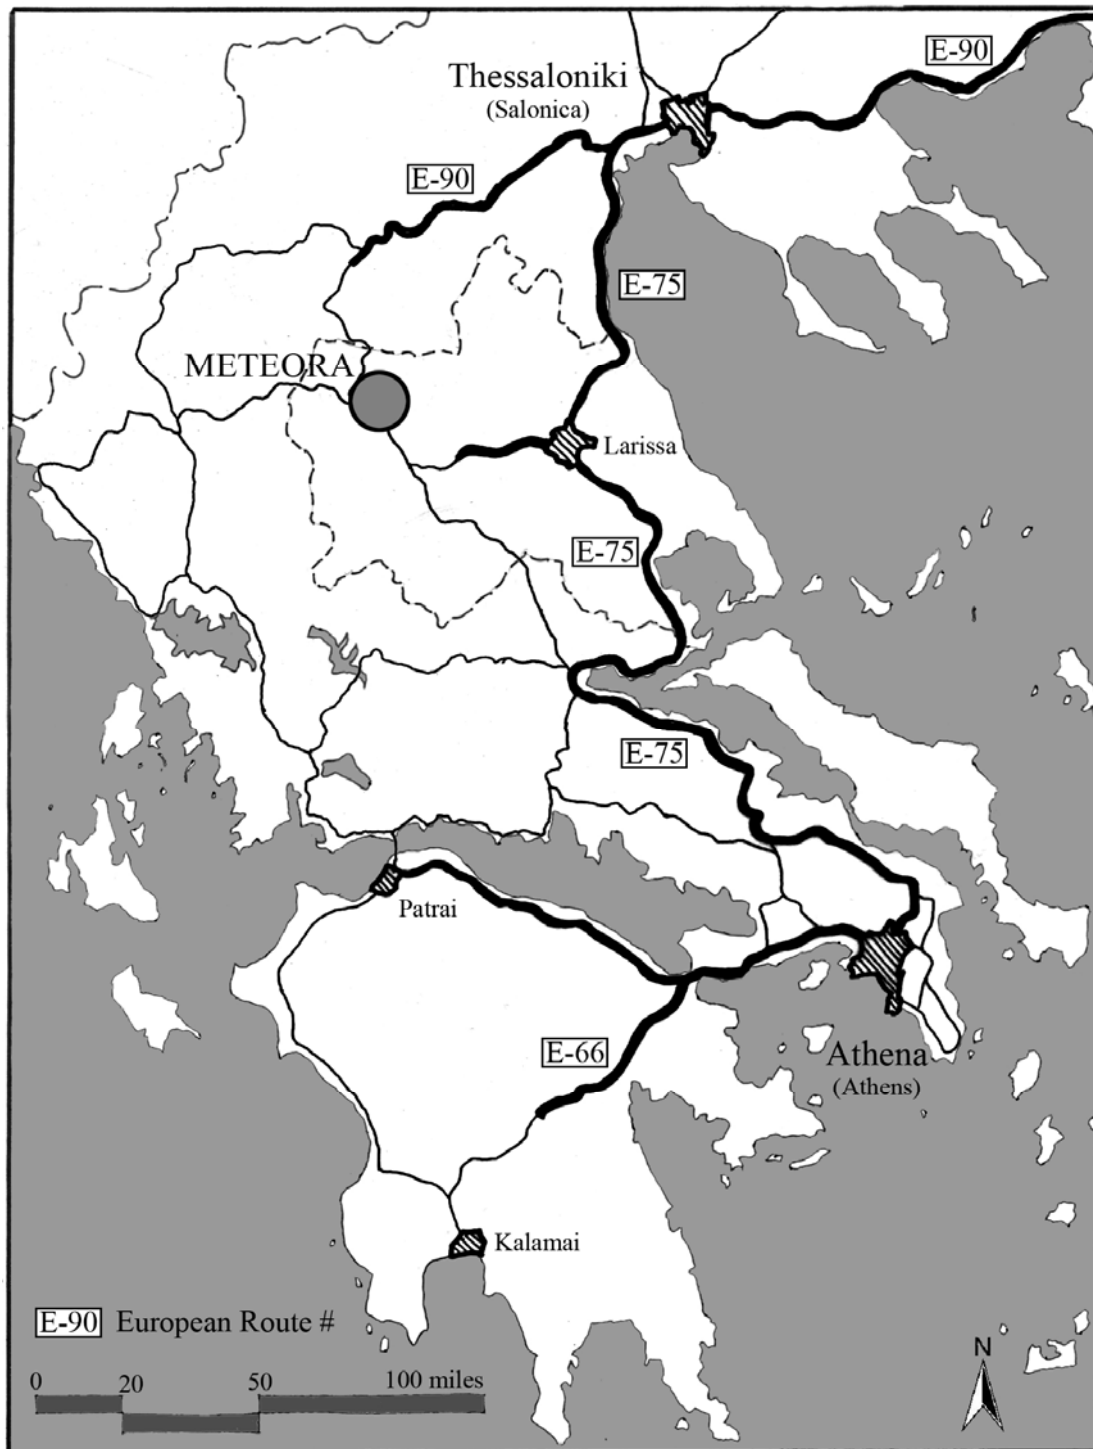 E-90
Thessaloniki
(Salonica)
E-90
E-75
METEORA
Larissa
E-75
E-75
Patrai
E-66
Athena
(Athens)
Kalamai
E-90 European Route #
0 20 50 100 miles
N